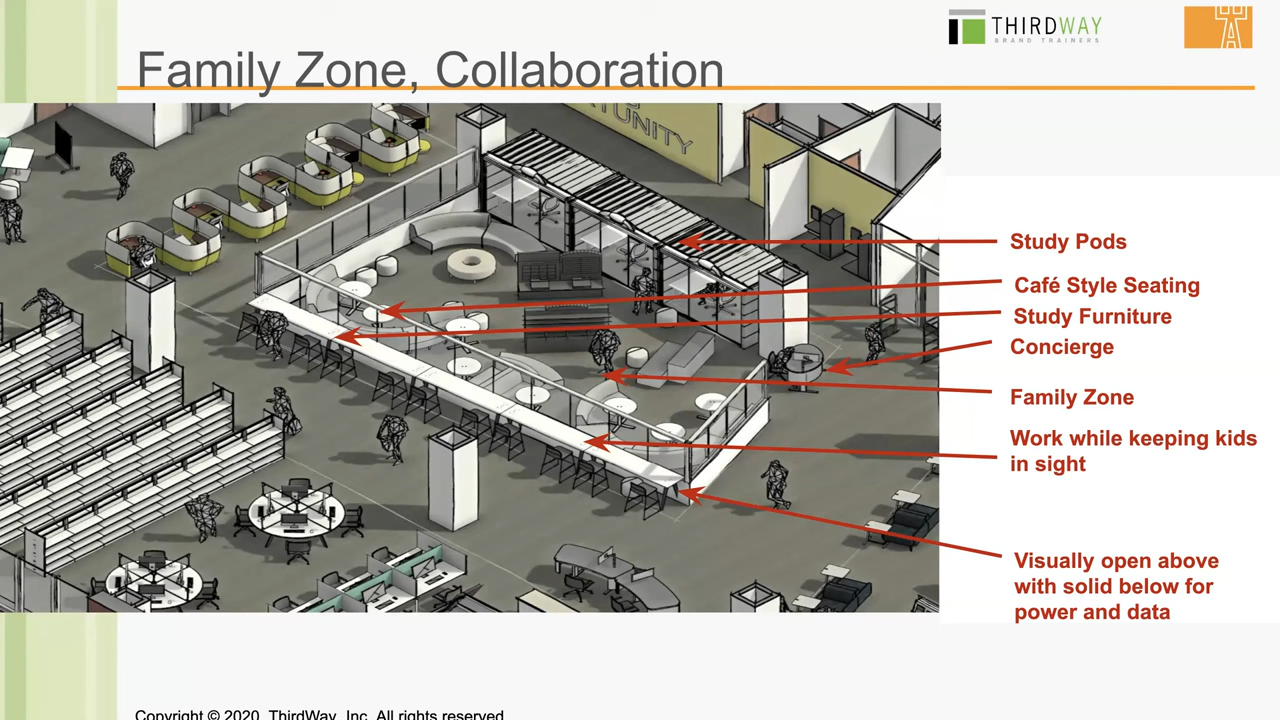 THIRDWAY
BRAND TRAINERS
Family Zone, Collaboration
TUNITY
Study Pods
Café Style Seating
Study Furniture
Concierge
Family Zone
Work while keeping kids
in sight
Visually open above
with solid below for
power and data
Copyright © 2020, ThirdWay, Inc. All rights reserved